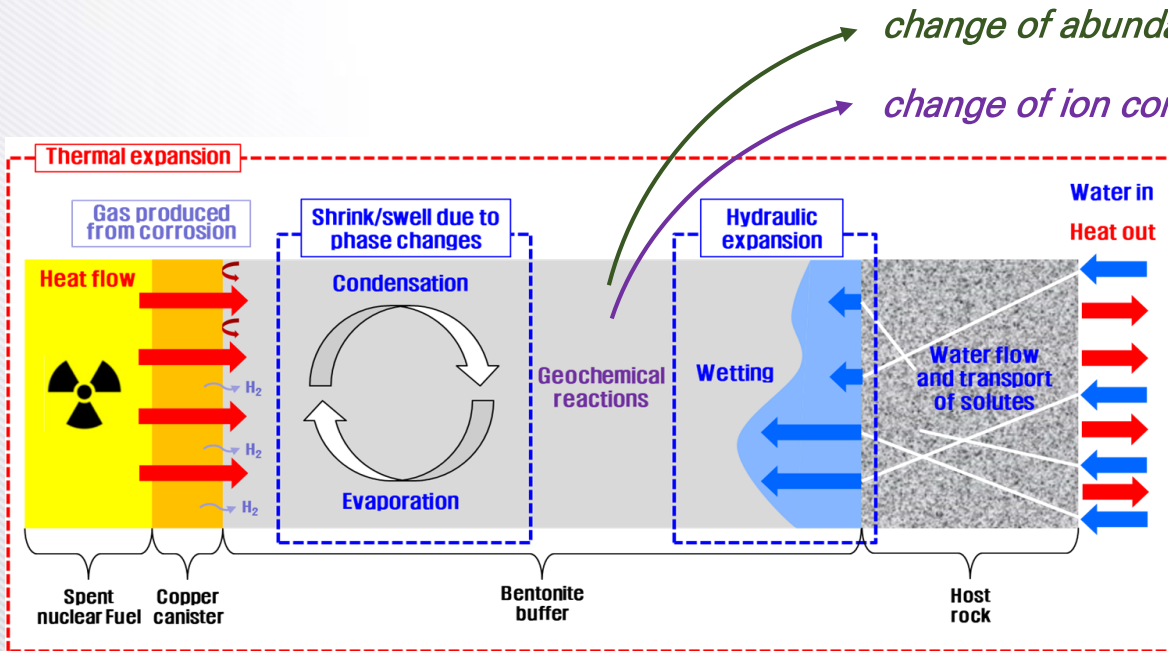 change of
change of ion
Thermal expansion
Water in
Gas produced
from corrosion
Shrink/swell due to
phase changes
Hydraulic
expansion
Heat out
Heat flow
Condensation
Water flow
and transport
of solutes
Geochemical
reactions
Wetting
H₂
H₂
Evaporation
H₂
Spent
nuclear Fuel
Copper
canister
Bentonite
buffer
Host
rock